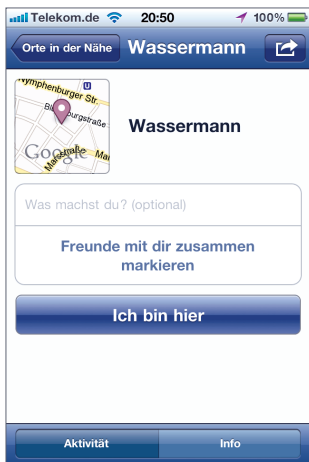 Telekom.de 20:50 100%
Orte in der Nähe Wassermann
Nymphenburger Str.
U
Google
Wassermann
Was machst du? (optional)
Freunde mit dir zusammen
markieren
Ich bin hier
Aktivität Info